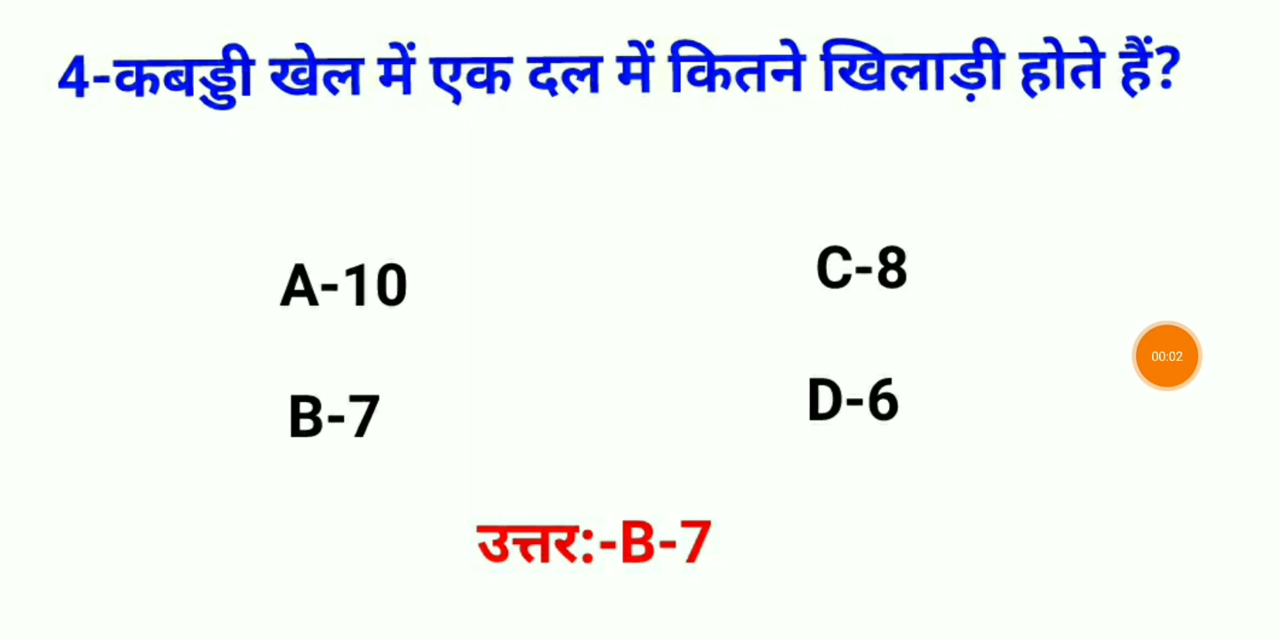 4-कबड्डी खेल में एक दल में कितने खिलाड़ी होते हैं?
A-10
C-8
B-7
D-6
00:02
उत्तर:-B-7